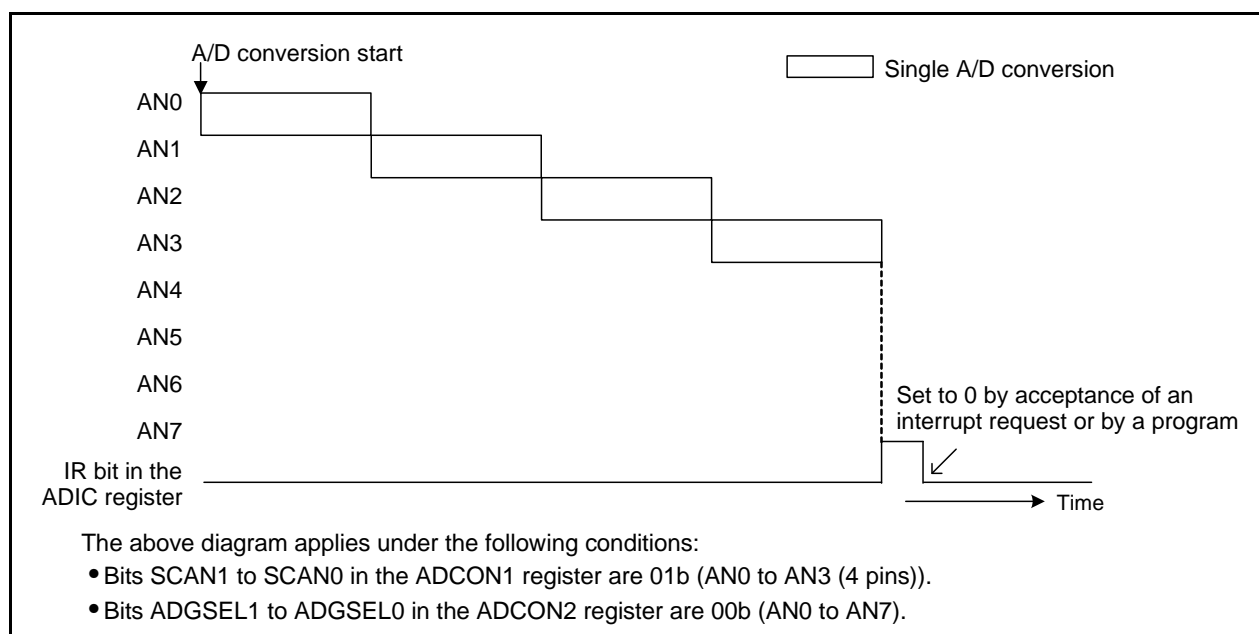 A/D conversion start
Single A/D conversion
AN0
AN1
AN2
AN3
AN4
AN5
AN6
AN7
Set to 0 by acceptance of an
interrupt request or by a program
IR bit in the
ADIC register
Time
The above diagram applies under the following conditions:
• Bits SCAN1 to SCAN0 in the ADCON1 register are 01b (AN0 to AN3 (4 pins)).
• Bits ADGSEL1 to ADGSEL0 in the ADCON2 register are 00b (AN0 to AN7).